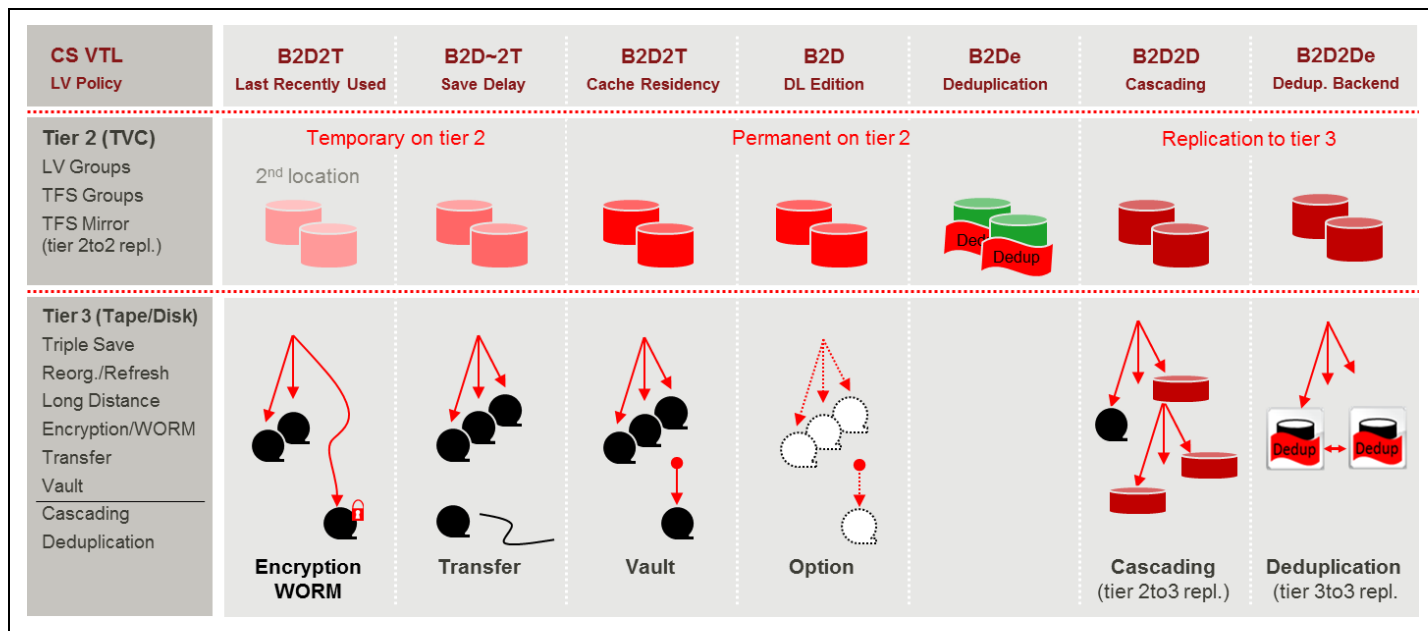 CS VTL
LV Policy
B2D2T
Last Recently Used
B2D~2T
Save Delay
B2D2T
Cache Residency
B2D
DL Edition
B2De
Deduplication
B2D2D
Cascading
B2D2De
Dedup. Backend
Tier 2 (TVC)
LV Groups
TFS Groups
TFS Mirror
(tier 2to2 repl.)
Temporary on tier 2
Permanent on tier 2
Replication to tier 3
2nd location
Dedup
Dedup
Tier 3 (Tape/Disk)
Triple Save
Reorg./Refresh
Long Distance
Encryption/WORM
Transfer
Vault
Cascading
Deduplication
Dedup
Dedup
Encryption
WORM
Transfer
Vault
Option
Cascading
(tier 2to3 repl.)
Deduplication
(tier 3to3 repl.